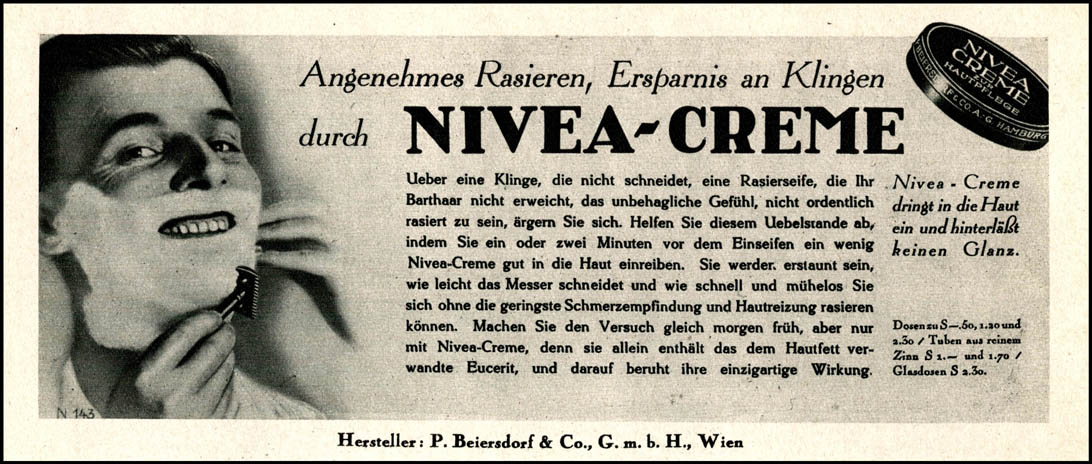 Angenehmes Rasieren, Ersparnis an Klingen
durch NIVEA-CREME
NIVEA
CREME
ZUR
HAUTPFLEGE
& CO. A.-G. HAMBURG
Ueber eine Klinge, die nicht schneidet, eine Rasierseife, die Ihr
Barthaar nicht erweicht, das unbehagliche Gefühl, nicht ordentlich
rasiert zu sein, ärgern Sie sich. Helfen Sie diesem Uebelstande ab,
indem Sie ein oder zwei Minuten vor dem Einseifen ein wenig
Nivea-Creme gut in die Haut einreiben. Sie werden erstaunt sein,
wie leicht das Messer schneidet und wie schnell und mühelos Sie
sich ohne die geringste Schmerzempfindung und Hautreizung rasieren
können. Machen Sie den Versuch gleich morgen früh, aber nur
mit Nivea-Creme, denn sie allein enthält das dem Hautfett ver-
wandte Eucerit, und darauf beruht ihre einzigartige Wirkung.
Nivea - Creme
dringt in die Haut
ein und hinterläßt
keinen Glanz.
Dosen zu S —.50, 1.20 und
2.30 / Tuben aus reinem
Zinn S 1.— und 1.70 /
Glasdosen S 2.30.
N 143
Hersteller: P. Beiersdorf & Co., G. m. b. H., Wien